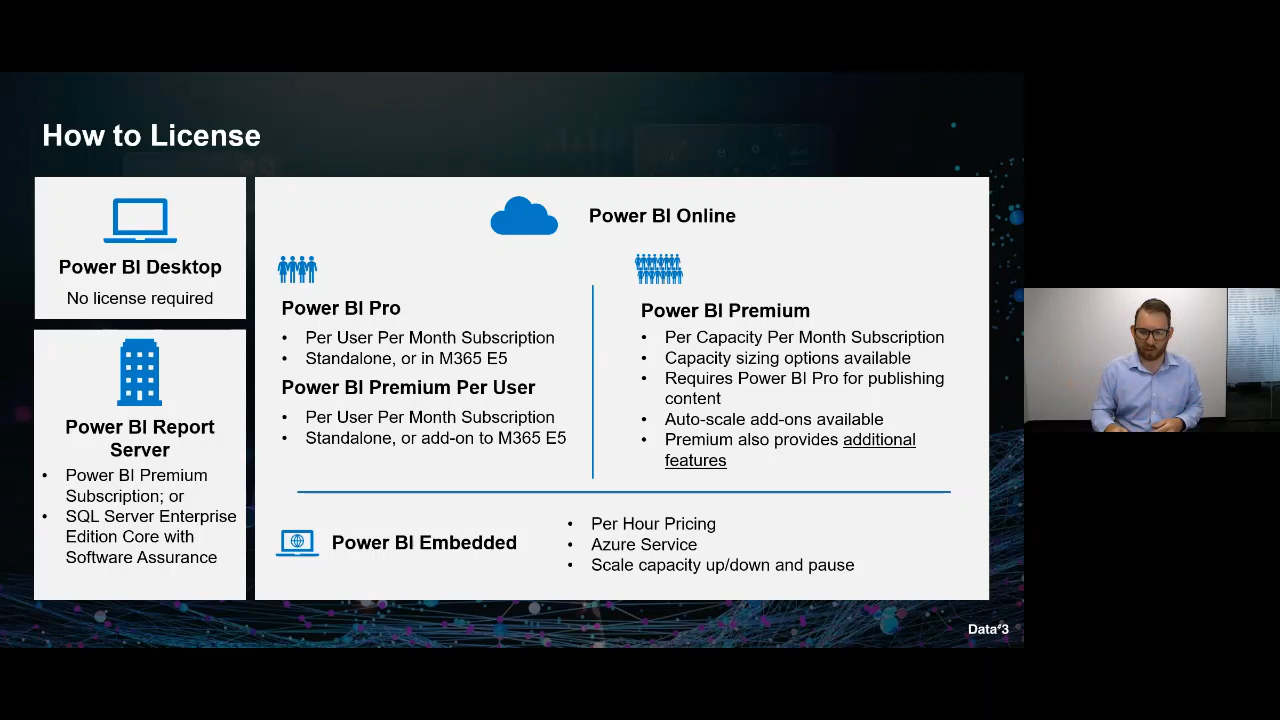 How to License
Power BI Desktop
No license required
Power BI Report
Server
• Power BI Premium
Subscription; or
• SQL Server Enterprise
Edition Core with
Software Assurance
Power BI Online
Power BI Pro
• Per User Per Month Subscription
• Standalone, or in M365 E5
Power BI Premium Per User
• Per User Per Month Subscription
• Standalone, or add-on to M365 E5
Power BI Premium
• Per Capacity Per Month Subscription
• Capacity sizing options available
• Requires Power BI Pro for publishing
content
• Auto-scale add-ons available
• Premium also provides additional
features
Power BI Embedded
• Per Hour Pricing
• Azure Service
• Scale capacity up/down and pause
Data#3